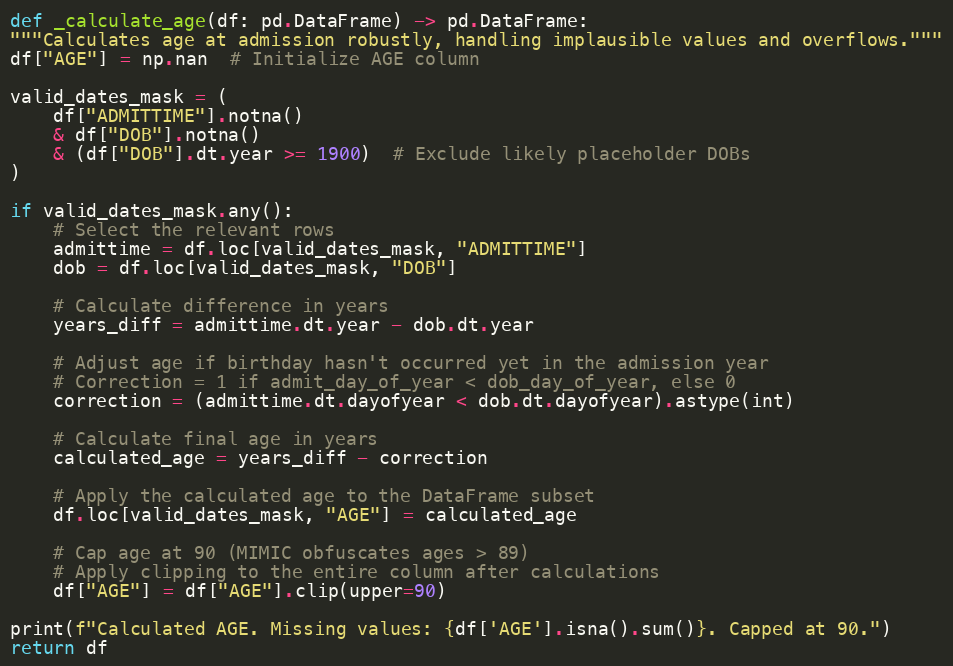 def _calculate_age(df: pd.DataFrame) -> pd.DataFrame:
"""Calculates age at admission robustly, handling implausible values and overflows."""
df["AGE"] = np.nan  # Initialize AGE column

valid_dates_mask = (
    df["ADMITTIME"].notna()
    & df["DOB"].notna()
    & (df["DOB"].dt.year >= 1900)  # Exclude likely placeholder DOBs
)

if valid_dates_mask.any():
    # Select the relevant rows
    admittime = df.loc[valid_dates_mask, "ADMITTIME"]
    dob = df.loc[valid_dates_mask, "DOB"]

    # Calculate difference in years
    years_diff = admittime.dt.year - dob.dt.year

    # Adjust age if birthday hasn't occurred yet in the admission year
    # Correction = 1 if admit_day_of_year < dob_day_of_year, else 0
    correction = (admittime.dt.dayofyear < dob.dt.dayofyear).astype(int)

    # Calculate final age in years
    calculated_age = years_diff - correction

    # Apply the calculated age to the DataFrame subset
    df.loc[valid_dates_mask, "AGE"] = calculated_age

    # Cap age at 90 (MIMIC obfuscates ages > 89)
    # Apply clipping to the entire column after calculations
    df["AGE"] = df["AGE"].clip(upper=90)

print(f"Calculated AGE. Missing values: {df['AGE'].isna().sum()}. Capped at 90.")
return df